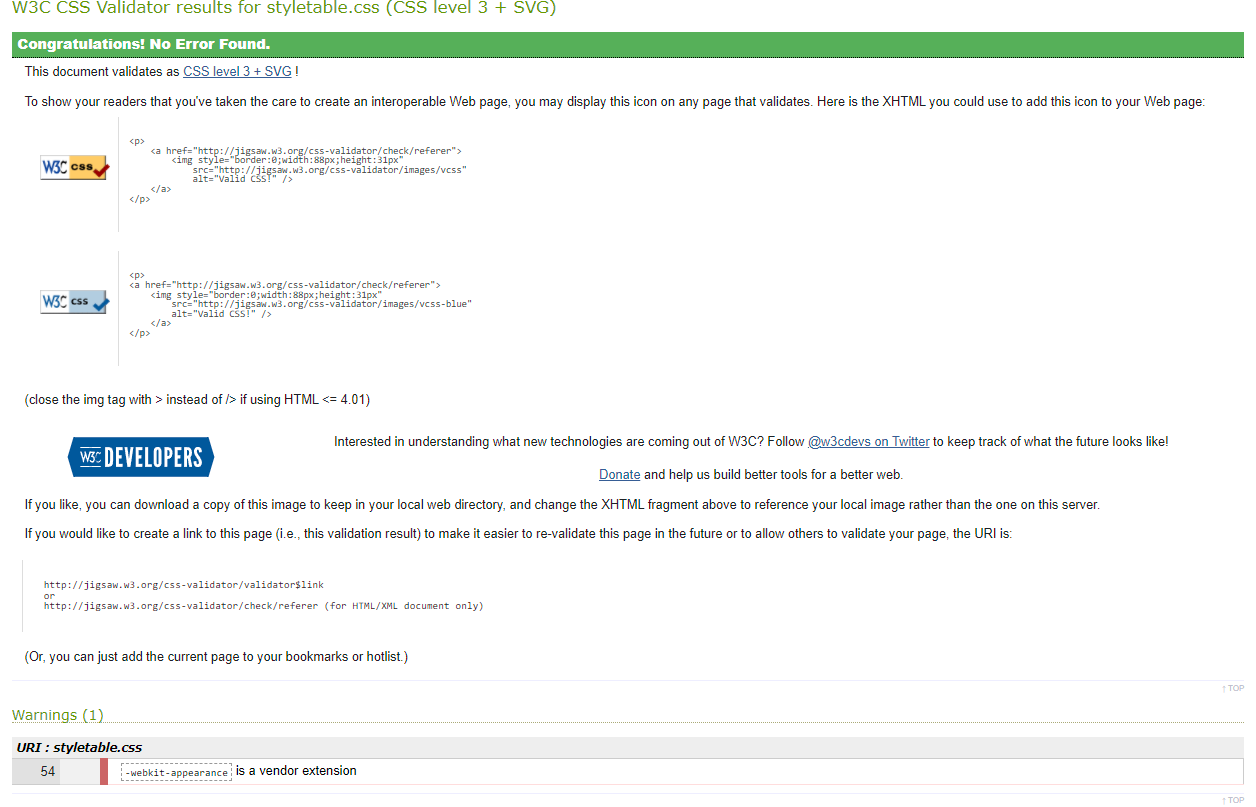 W3C CSS Validator results for styletable.css (CSS level 3 + SVG)
Congratulations! No Error Found.
This document validates as CSS level 3 + SVG !
To show your readers that you've taken the care to create an interoperable Web page, you may display this icon on any page that validates. Here is the XHTML you could use to add this icon to your Web page:
W3C css
<p>
<a href="http://jigsaw.w3.org/css-validator/check/referer">
<img style="border:0;width:88px;height:31px"
src="http://jigsaw.w3.org/css-validator/images/vcss"
alt="Valid CSS!" />
</a>
</p>
W3C css
<p>
<a href="http://jigsaw.w3.org/css-validator/check/referer">
<img style="border:0;width:88px;height:31px"
src="http://jigsaw.w3.org/css-validator/images/vcss-blue"
alt="Valid CSS!" />
</a>
</p>
(close the img tag with > instead of /> if using HTML <= 4.01)
W3C DEVELOPERS
Interested in understanding what new technologies are coming out of W3C? Follow @w3cdevs on Twitter to keep track of what the future looks like!
Donate and help us build better tools for a better web.
If you like, you can download a copy of this image to keep in your local web directory, and change the XHTML fragment above to reference your local image rather than the one on this server.
If you would like to create a link to this page (i.e., this validation result) to make it easier to re-validate this page in the future or to allow others to validate your page, the URI is:
http://jigsaw.w3.org/css-validator/validator$link
or
http://jigsaw.w3.org/css-validator/check/referer (for HTML/XML document only)
(Or, you can just add the current page to your bookmarks or hotlist.)
↑ TOP
Warnings (1)
URI : styletable.css
54 -webkit-appearance is a vendor extension
↑ TOP